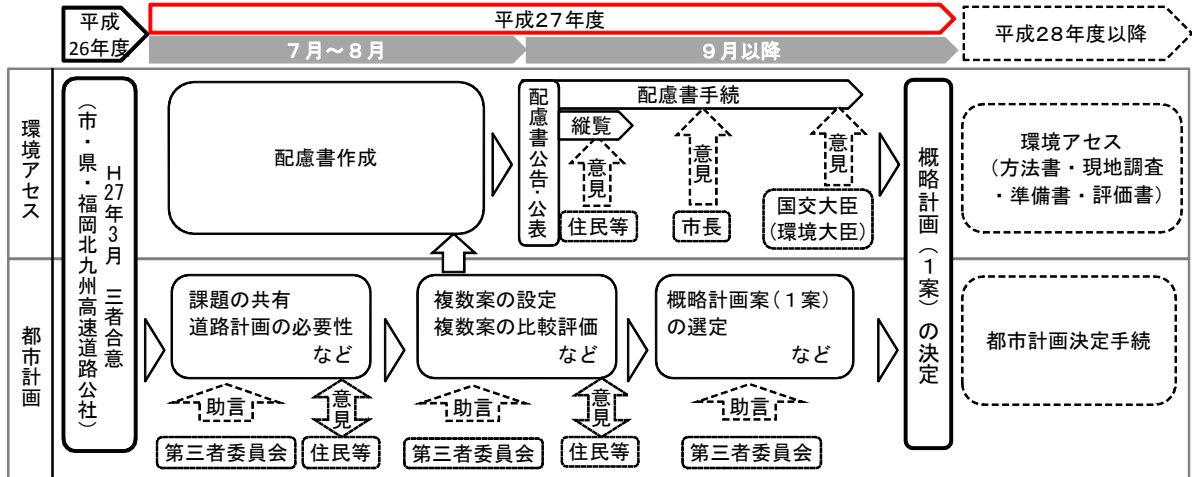 平成
26年度
平成27年度
平成28年度以降
7月~8月
9月以降
環境アセス
都市計画
H27年3月 三者合意
(市・県・福岡北九州高速道路公社)
配慮書作成
配慮書公告・公表
配慮書手続
縦覧
意見
住民等
意見
市長
意見
国交大臣
(環境大臣)
概略計画(1案)の決定
環境アセス
(方法書・現地調査
・準備書・評価書)
課題の共有
道路計画の必要性
など
複数案の設定
複数案の比較評価
など
概略計画案(1案)
の選定
など
都市計画決定手続
助言
意見
助言
意見
助言
第三者委員会
住民等
第三者委員会
住民等
第三者委員会